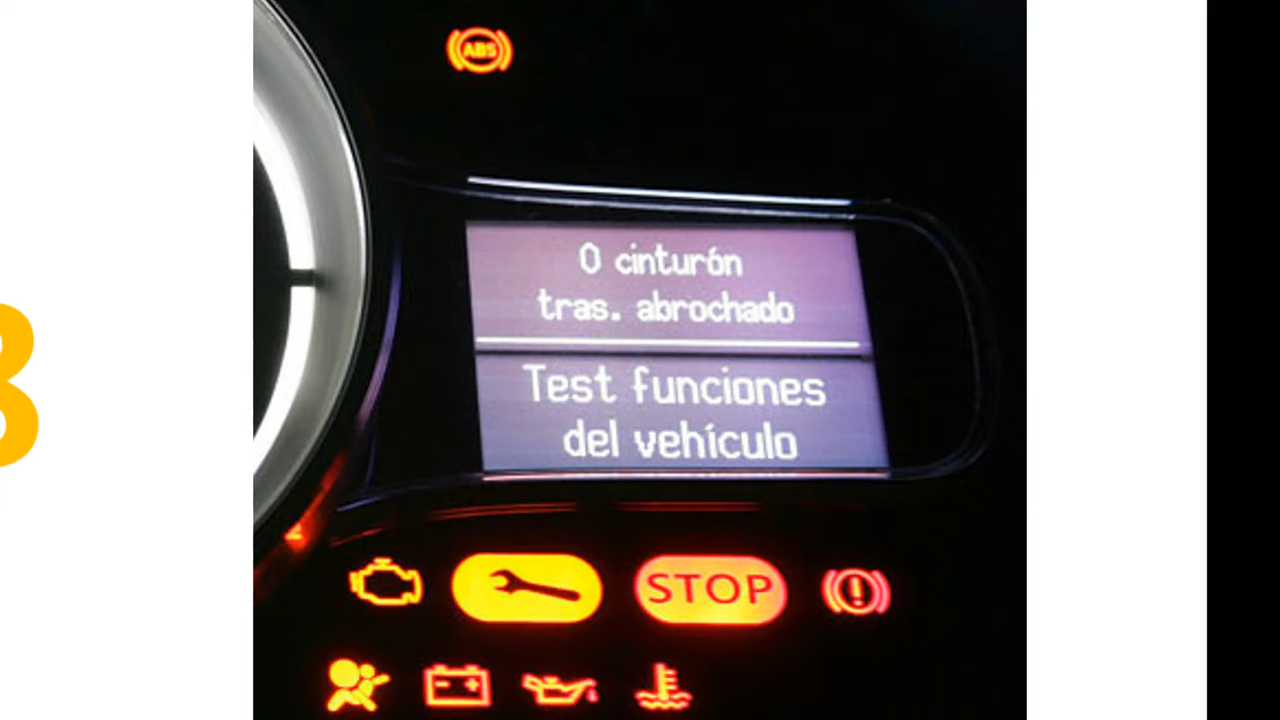 ABS
0 cinturón
tras. abrochado
Test funciones
del vehículo
STOP